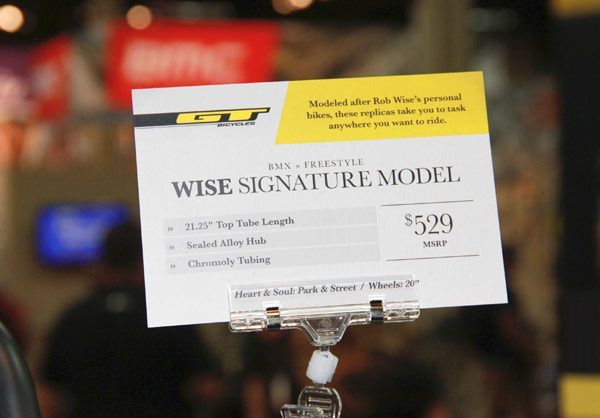 BMC
GT
BICYCLES
Modeled after Rob Wise's personal
bikes, these replicas take you to task
anywhere you want to ride.
BMX » FREESTYLE
WISE SIGNATURE MODEL
» 21.25" Top Tube Length
» Sealed Alloy Hub
» Chromoly Tubing
$529
MSRP
Heart & Soul: Park & Street / Wheels: 20"